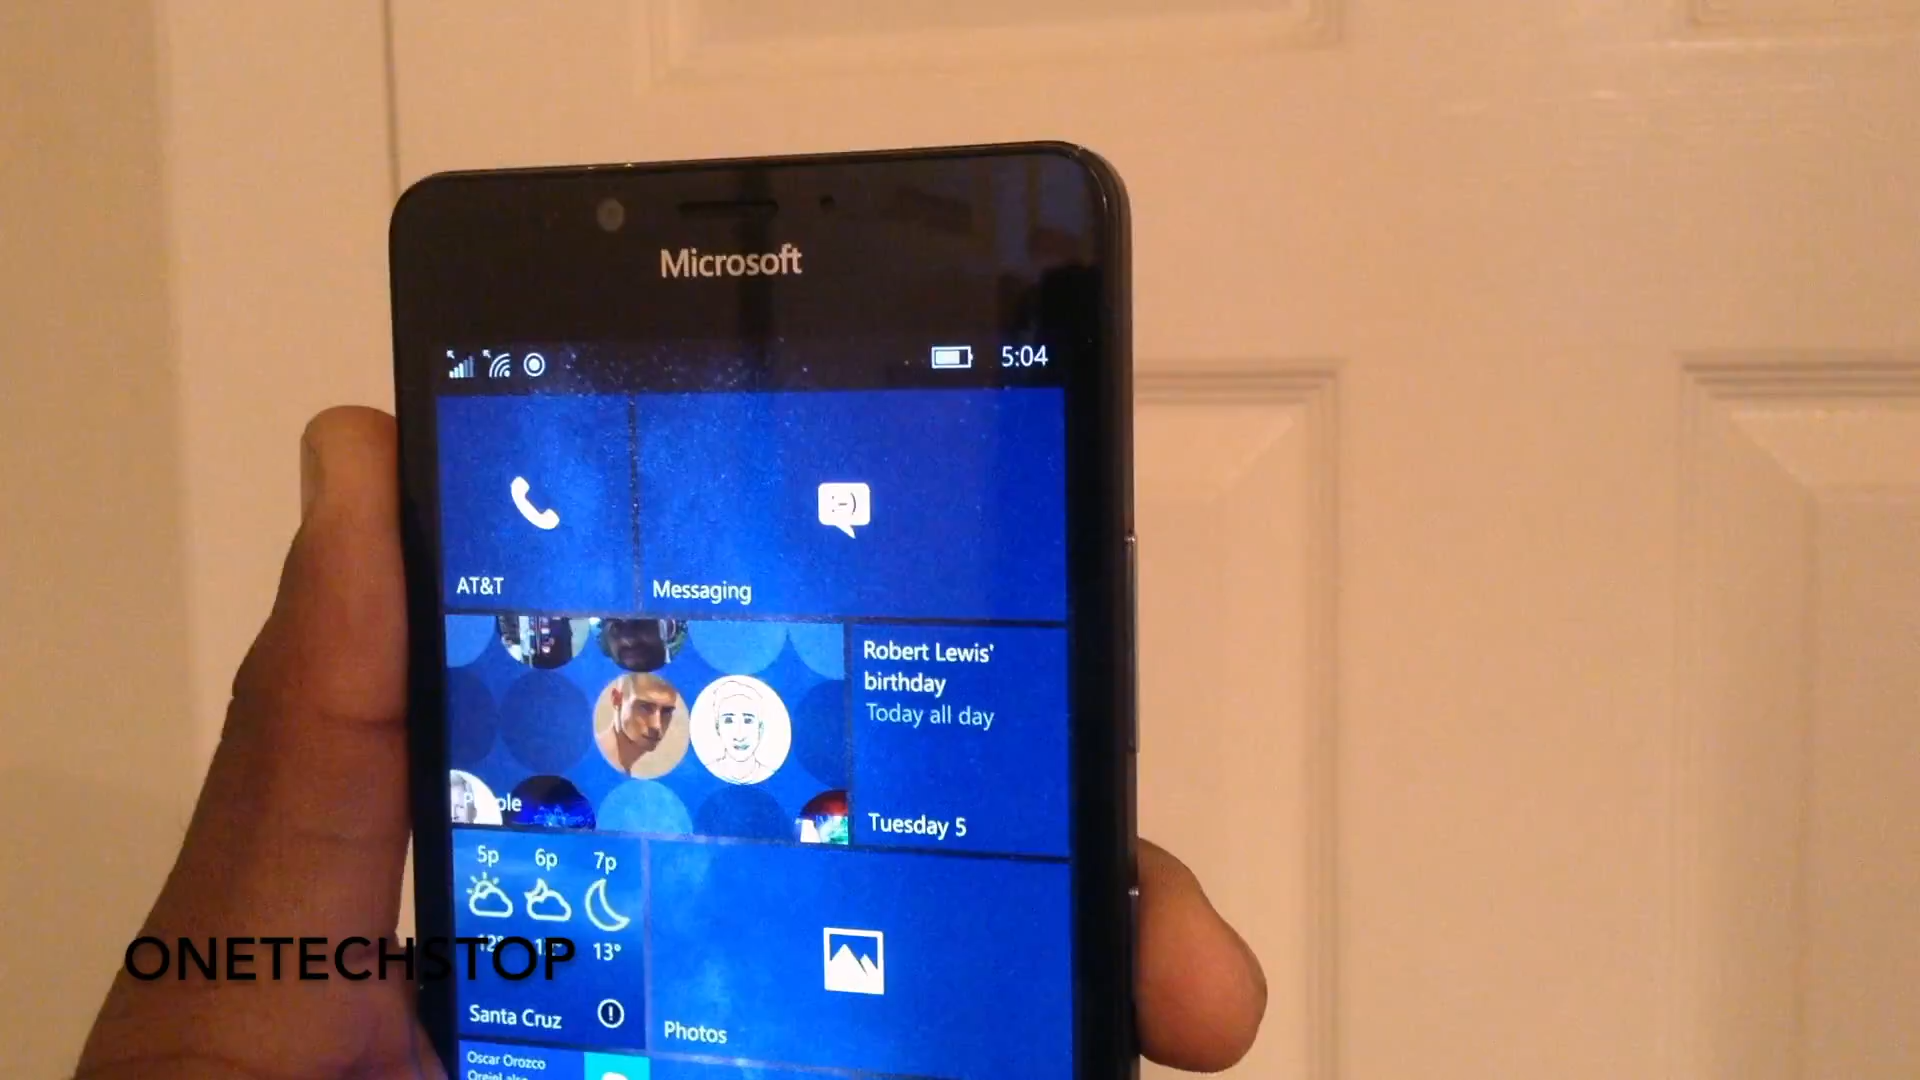 Microsoft
5:04
AT&T
Messaging
Robert Lewis'
birthday
Today all day
Tuesday 5
5p 6p 7p
13°
ONETECHSTOP
Santa Cruz
Photos
Oscar Orozco